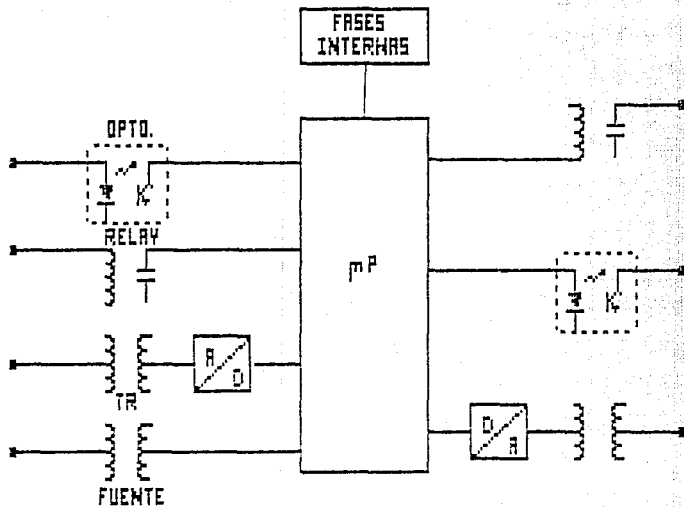 FASES
INTERNAS
OPTO.
RELAY
mP
A/D
TR
D/A
FUENTE